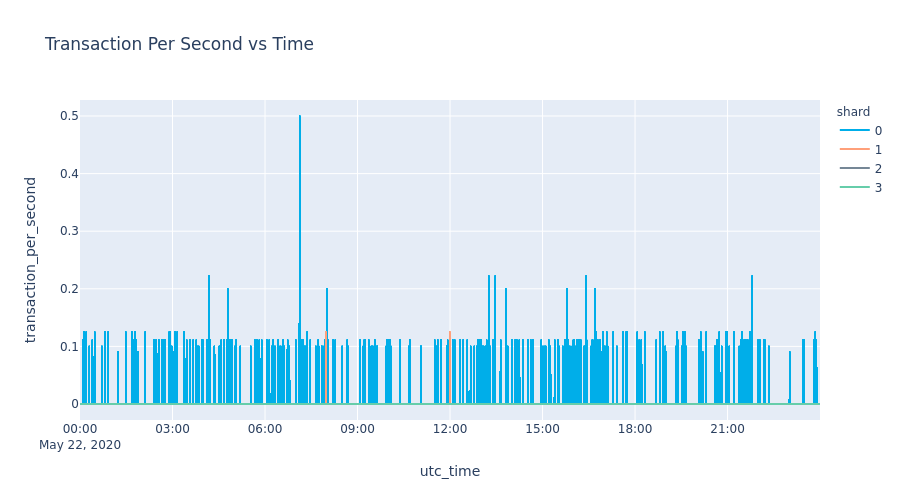 Transaction Per Second vs Time
shard
0
1
2
3
transaction_per_second
0.5
0.4
0.3
0.2
0.1
0
00:00 03:00 06:00 09:00 12:00 15:00 18:00 21:00
May 22, 2020
utc_time